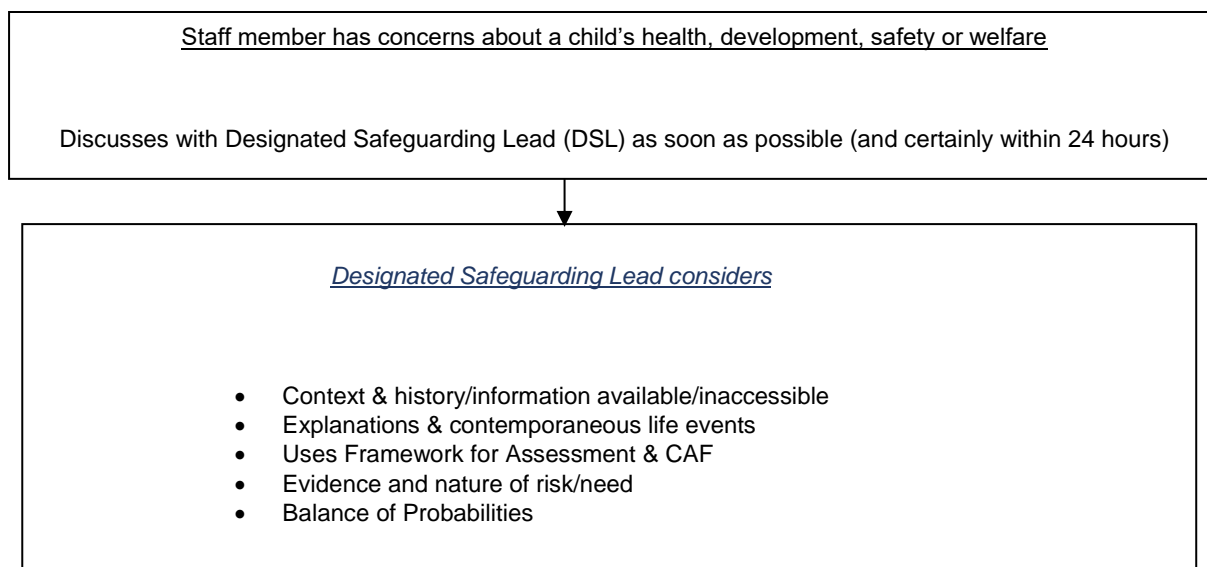 Staff member has concerns about a child’s health, development, safety or welfare
Discusses with Designated Safeguarding Lead (DSL) as soon as possible (and certainly within 24 hours)
Designated Safeguarding Lead considers
• Context & history/information available/inaccessible
• Explanations & contemporaneous life events
• Uses Framework for Assessment & CAF
• Evidence and nature of risk/need
• Balance of Probabilities